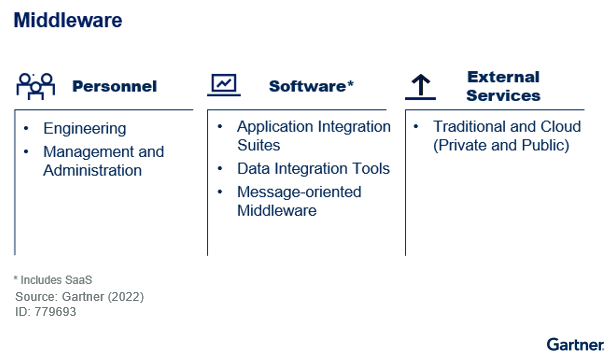 Middleware
Personnel
• Engineering
• Management and
Administration
Software*
• Application Integration
Suites
• Data Integration Tools
• Message-oriented
Middleware
External
Services
• Traditional and Cloud
(Private and Public)
* Includes SaaS
Source: Gartner (2022)
ID: 779693
Gartner